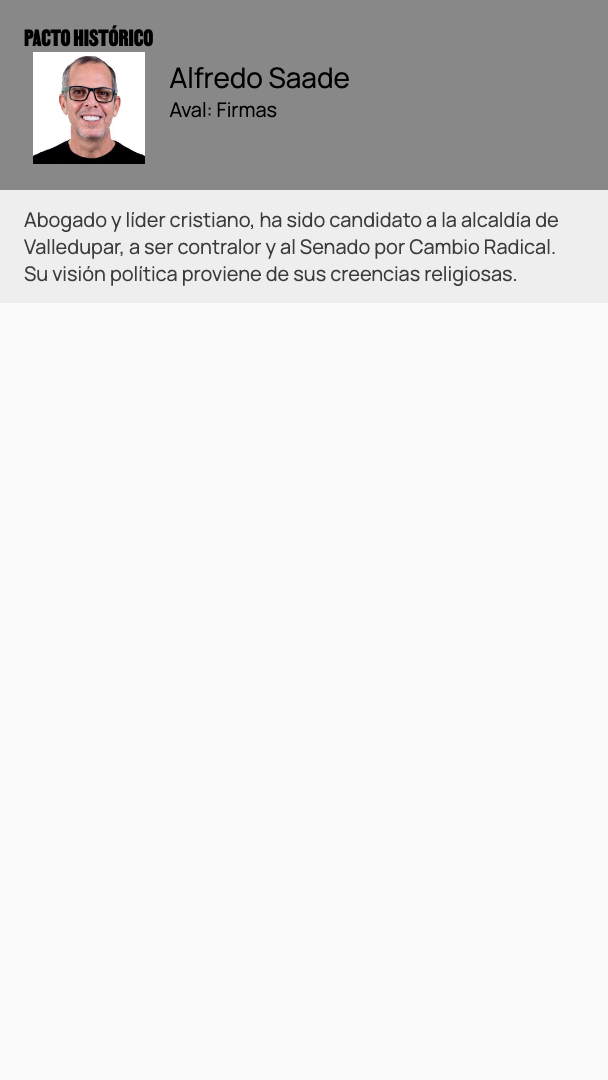 PACTO HISTÓRICO
Alfredo Saade
Aval: Firmas
Abogado y líder cristiano, ha sido candidato a la alcaldía de
Valledupar, a ser contralor y al Senado por Cambio Radical.
Su visión política proviene de sus creencias religiosas.